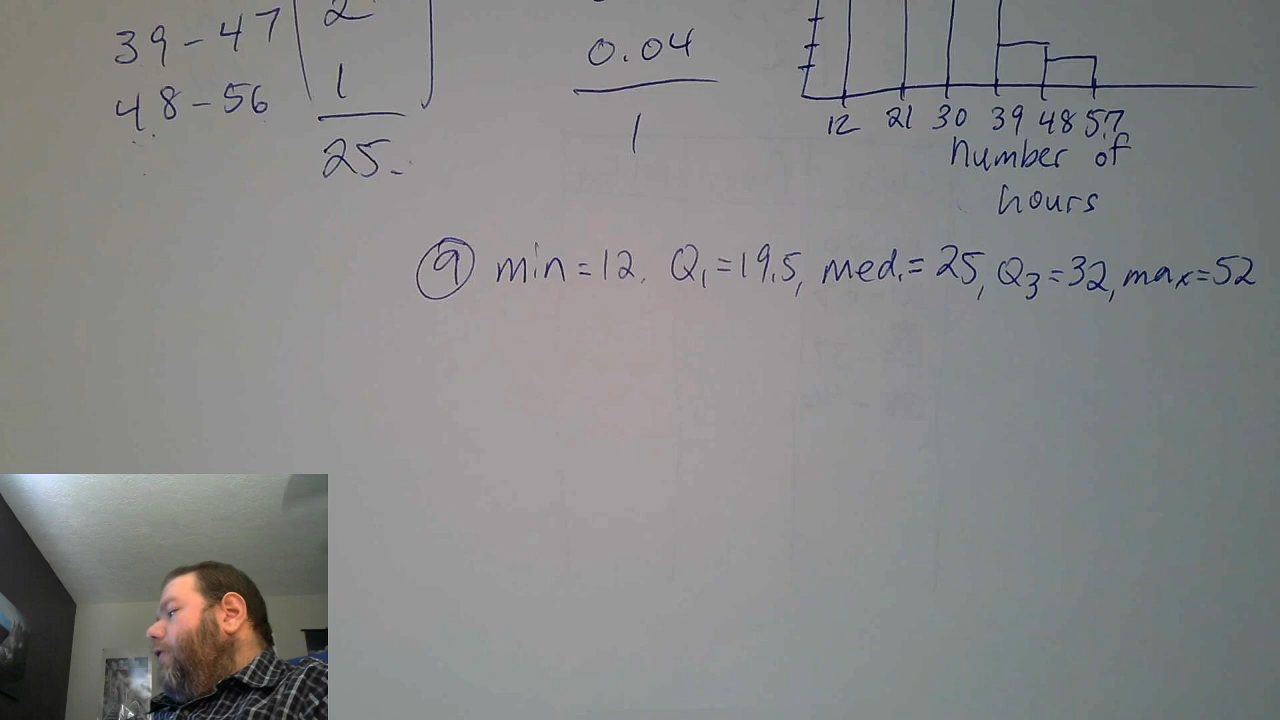 39-47 2
48-56 1
25
0.04
1
12 21 30 39 48 57
number of
hours
9 min=12, Q₁=19.5, med.=25, Q₃=32, max=52